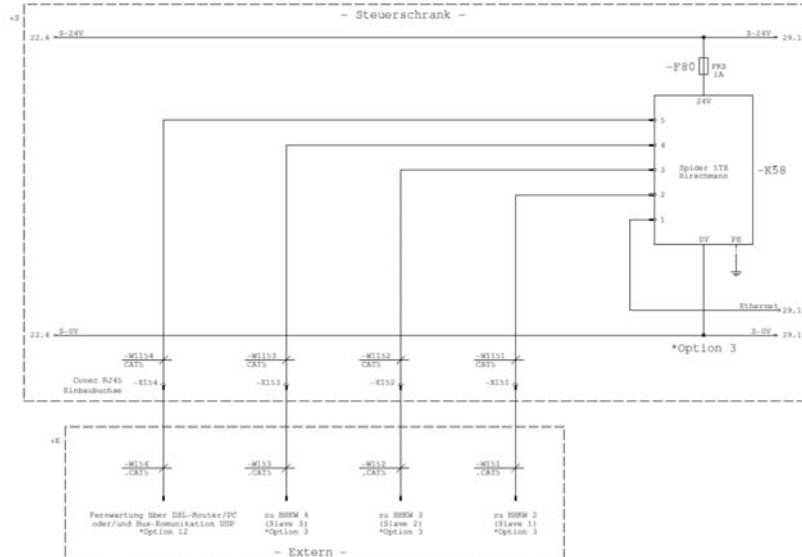 +S
- Steuerschrank -
22.4 S-24V S-24V 29.1
-F80 FKS
1A
24V
5
4
3
2
1
Spider 5TX
Hirschmann
-K58
0V PE
Ethernet 29.1
22.4 S-0V S-0V 29.1
*Option 3
-W1154 -W1153 -W1152 -W1151
CAT5 CAT5 CAT5 CAT5
Conec RJ45
Einbaubuchse
-X154 -X153 -X152 -X151
+E
-W154 -W153 -W152 -W151
.CAT5 .CAT5 .CAT5 .CAT5
Fernwartung über DSL-Router/PC
oder/und Bus-Komunikation UDP
*Option 12
zu BHKW 4
(Slave 3)
*Option 3
zu BHKW 3
(Slave 2)
*Option 3
zu BHKW 2
(Slave 1)
*Option 3
- Extern -